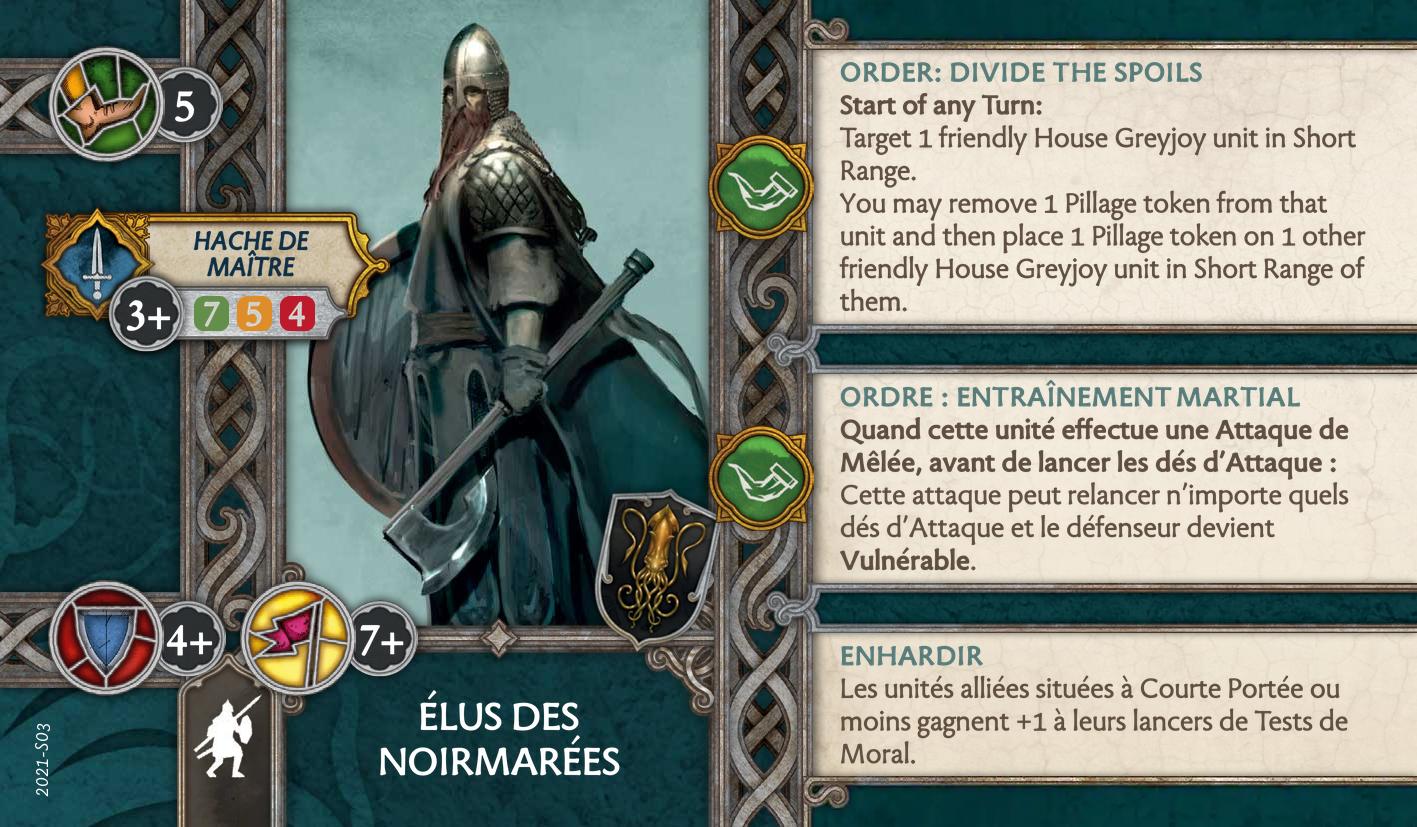 5
HACHE DE
MAÎTRE
3+ 7 5 4
4+ 7+
ÉLUS DES
NOIRMARÉES
2021-S03
ORDER: DIVIDE THE SPOILS
Start of any Turn:
Target 1 friendly House Greyjoy unit in Short
Range.
You may remove 1 Pillage token from that
unit and then place 1 Pillage token on 1 other
friendly House Greyjoy unit in Short Range of
them.
ORDRE : ENTRAÎNEMENT MARTIAL
Quand cette unité effectue une Attaque de
Mêlée, avant de lancer les dés d’Attaque :
Cette attaque peut relancer n’importe quels
dés d’Attaque et le défenseur devient
Vulnérable.
ENHARDIR
Les unités alliées situées à Courte Portée ou
moins gagnent +1 à leurs lancers de Tests de
Moral.